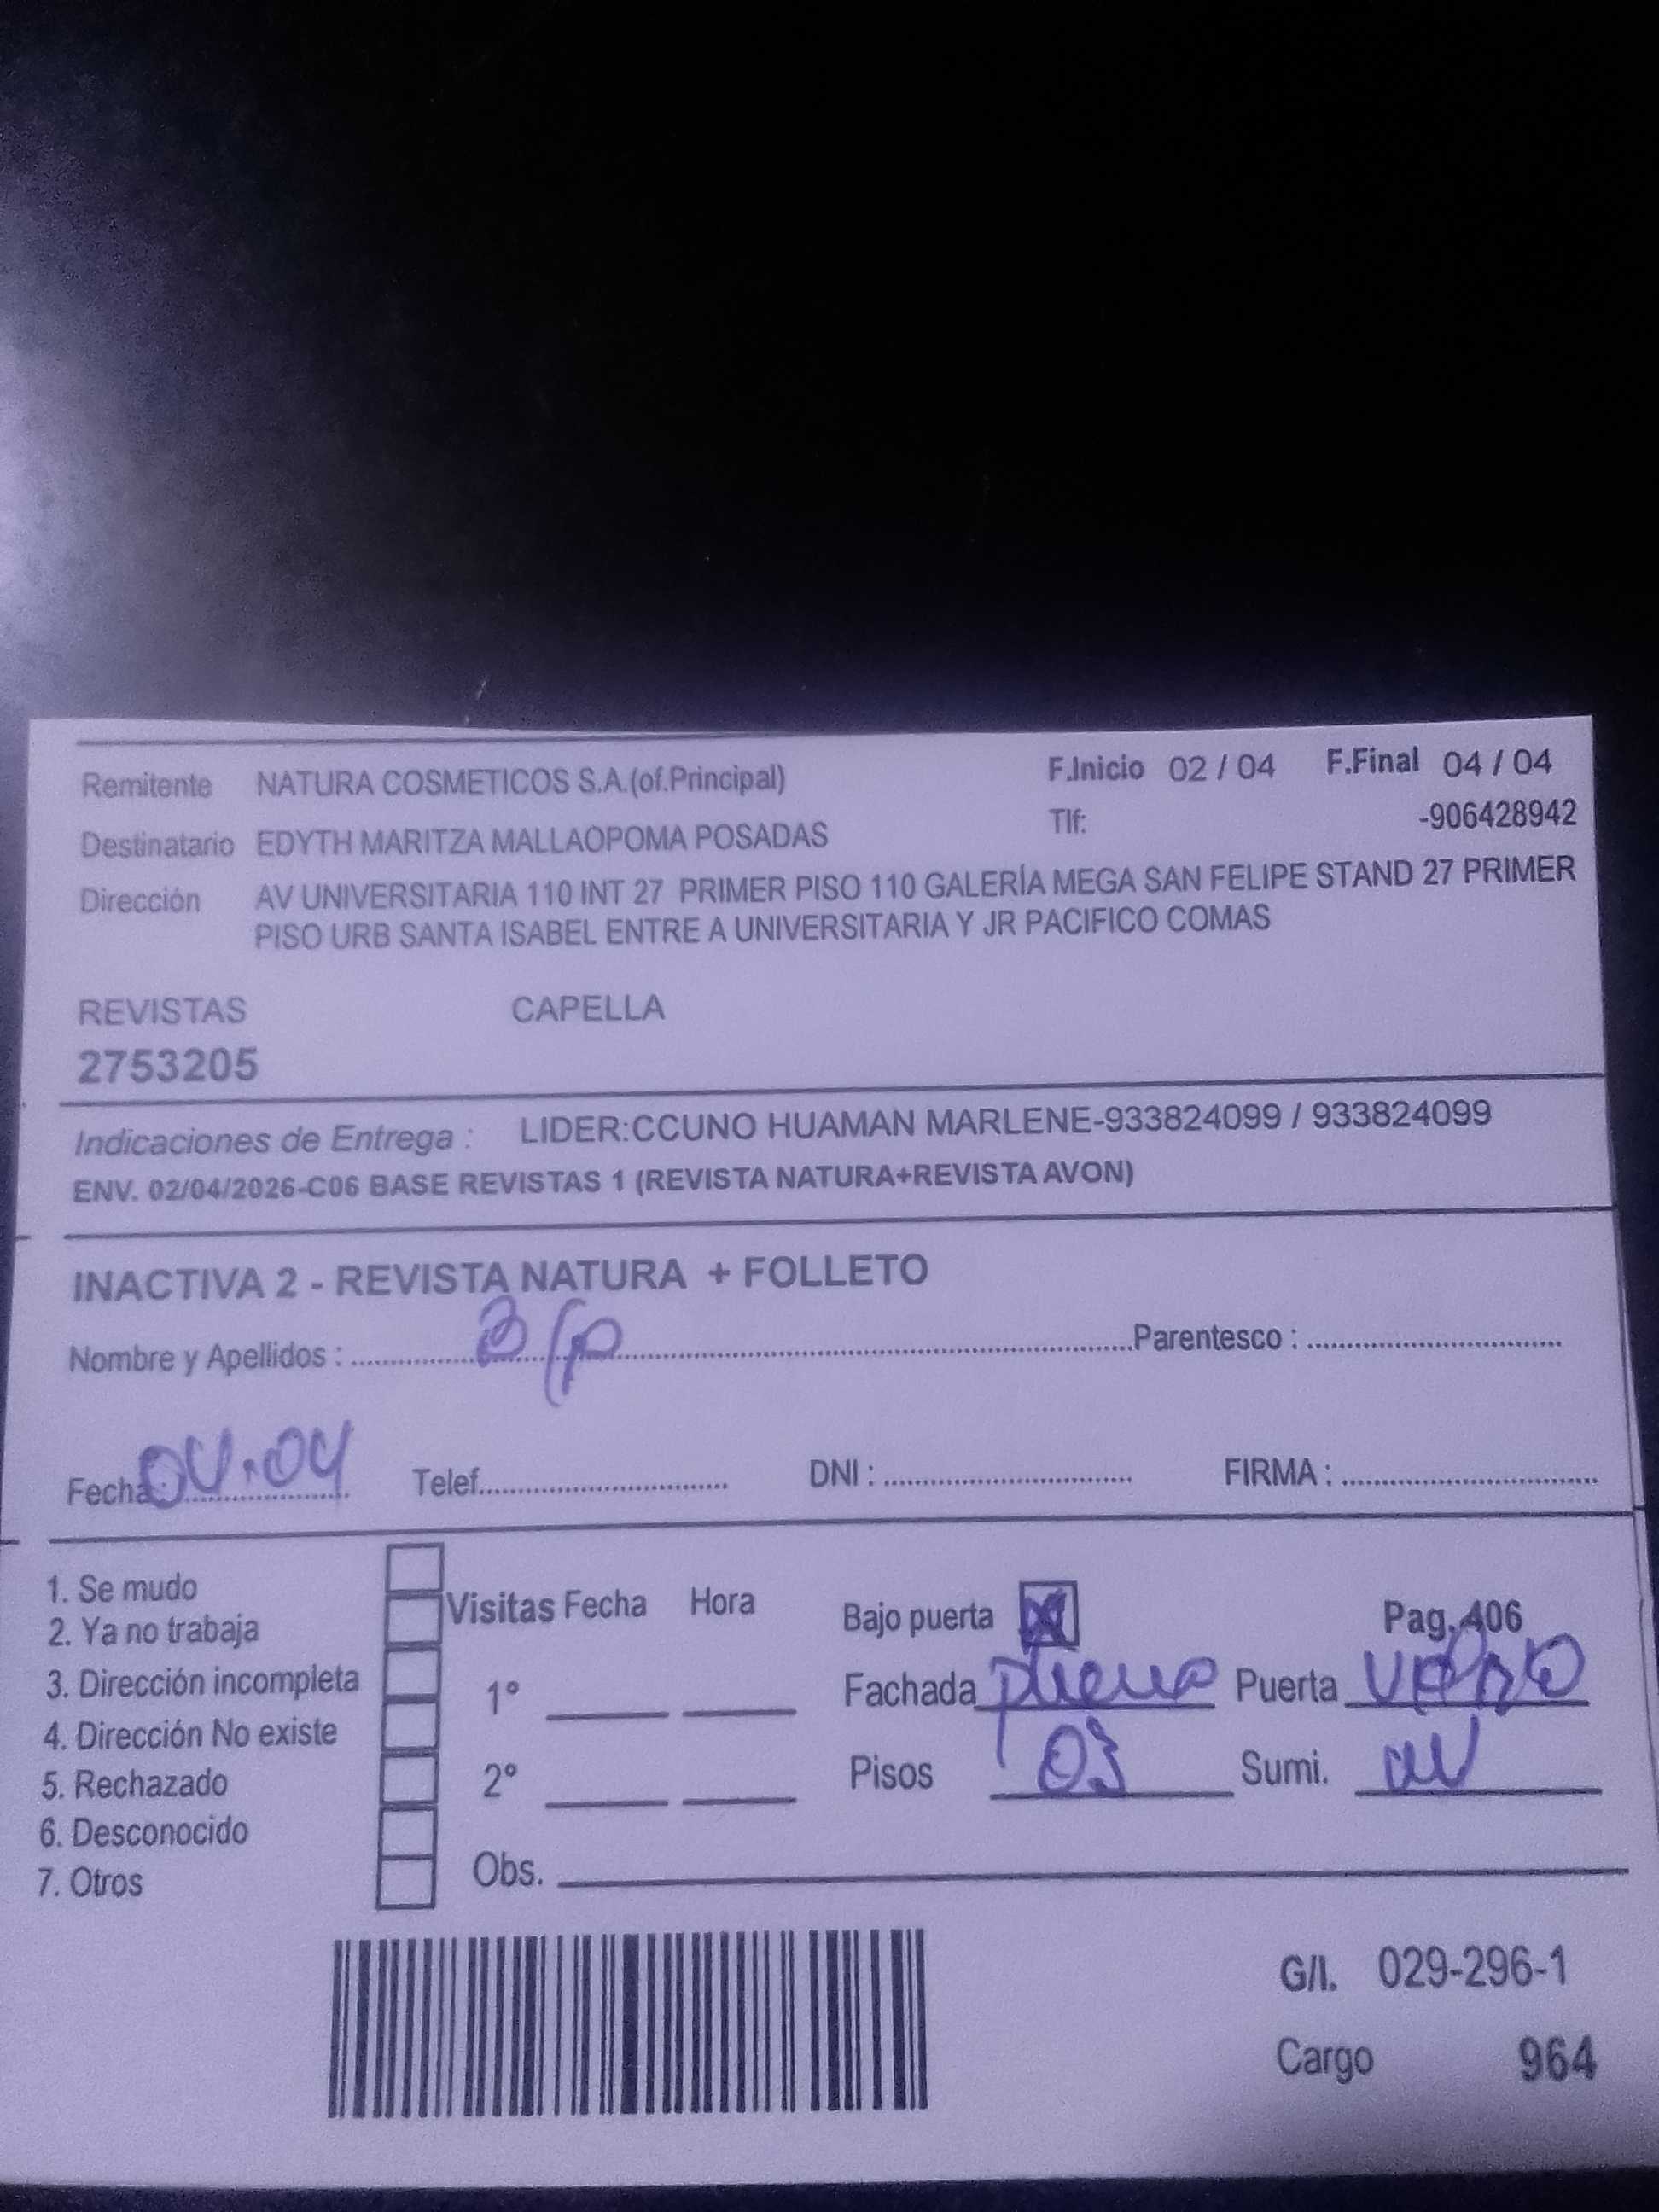 Remitente NATURA COSMETICOS S.A.(of.Principal) F.Inicio 02 / 04 F.Final 04 / 04
Destinatario EDYTH MARITZA MALLAOPOMA POSADAS Tlf: -906428942
Dirección AV UNIVERSITARIA 110 INT 27 PRIMER PISO 110 GALERÍA MEGA SAN FELIPE STAND 27 PRIMER
PISO URB SANTA ISABEL ENTRE A UNIVERSITARIA Y JR PACIFICO COMAS
REVISTAS CAPELLA
2753205
Indicaciones de Entrega : LIDER:CCUNO HUAMAN MARLENE-933824099 / 933824099
ENV. 02/04/2026-C06 BASE REVISTAS 1 (REVISTA NATURA+REVISTA AVON)
INACTIVA 2 - REVISTA NATURA + FOLLETO
Nombre y Apellidos : B/p Parentesco :
Fecha: 04.04 Telef. DNI : FIRMA :
1. Se mudo
2. Ya no trabaja
3. Dirección incompleta
4. Dirección No existe
5. Rechazado
6. Desconocido
7. Otros
Visitas Fecha Hora
1°
2°
Obs.
Bajo puerta X Pag. 406
Fachada Puerta
Pisos 03 Sumi.
G/I. 029-296-1
Cargo 964